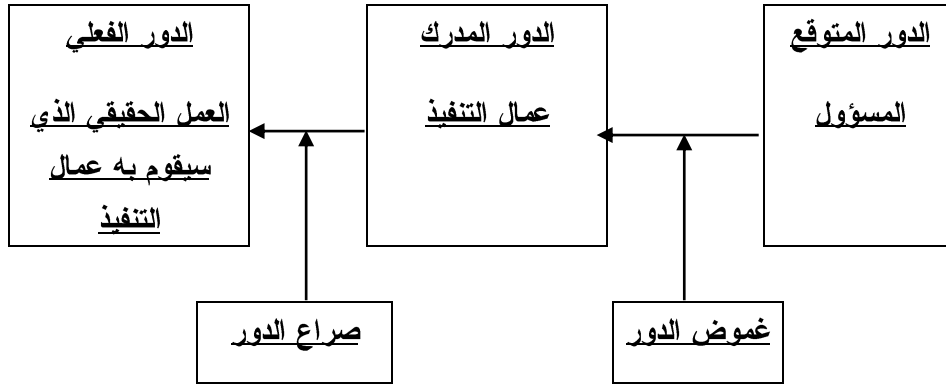 الدور المتوقع
المسؤول
الدور المدرك
عمال التنفيذ
الدور الفعلي
العمل الحقيقي الذي
سيقوم به عمال
التنفيذ
غموض الدور
صراع الدور